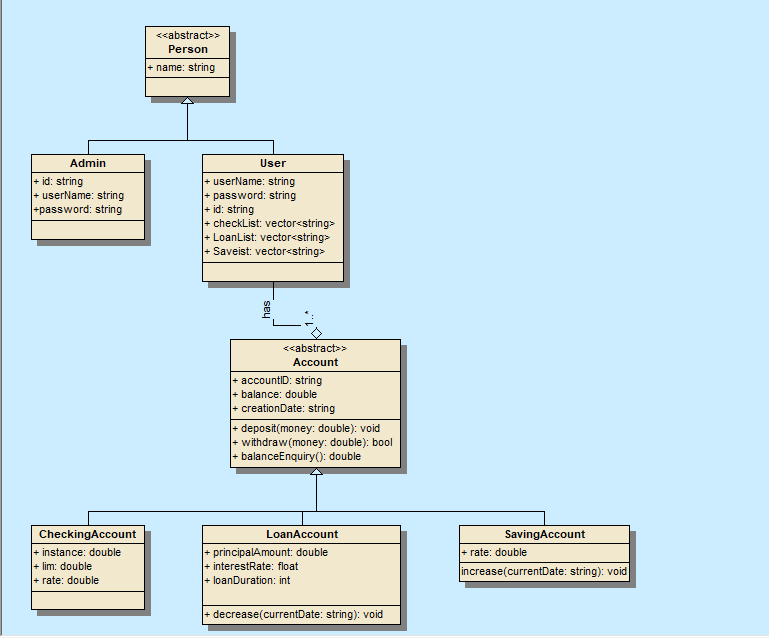 <<abstract>>
Person
+ name: string
Admin
+ id: string
+ userName: string
+password: string
User
+ userName: string
+ password: string
+ id: string
+ checkList: vector<string>
+ LoanList: vector<string>
+ Saveist: vector<string>
has
<<abstract>>
Account
+ accountID: string
+ balance: double
+ creationDate: string
+ deposit(money: double): void
+ withdraw(money: double): bool
+ balanceEnquiry(): double
CheckingAccount
+ instance: double
+ lim: double
+ rate: double
LoanAccount
+ principalAmount: double
+ interestRate: float
+ loanDuration: int
+ decrease(currentDate: string): void
SavingAccount
+ rate: double
increase(currentDate: string): void